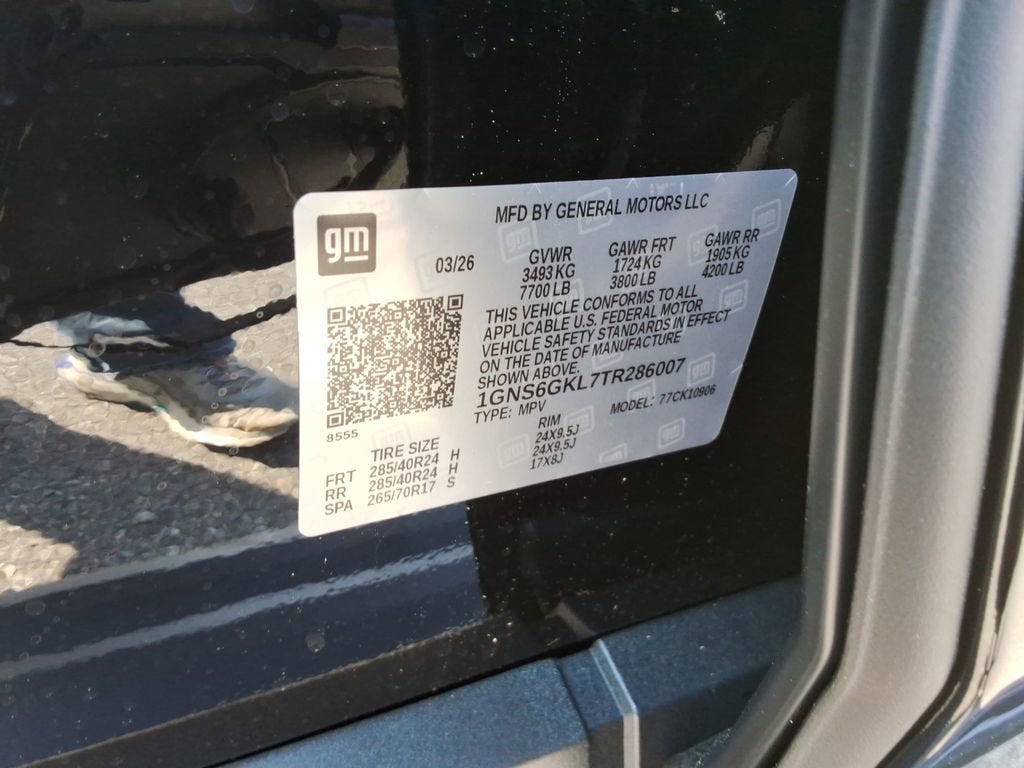 gm
MFD BY GENERAL MOTORS LLC
03/26
GVWR GAWR FRT GAWR RR
3493 KG 1724 KG 1905 KG
7700 LB 3800 LB 4200 LB
THIS VEHICLE CONFORMS TO ALL
APPLICABLE U.S. FEDERAL MOTOR
VEHICLE SAFETY STANDARDS IN EFFECT
ON THE DATE OF MANUFACTURE
SHOWN ABOVE.
1GNS6GKL7TR286007
TYPE: MPV MODEL: 77CK10906
8555
TIRE SIZE RIM
FRT 285/40R24 H 24X9.5J
RR 285/40R24 H 24X9.5J
SPA 265/70R17 S 17X8J